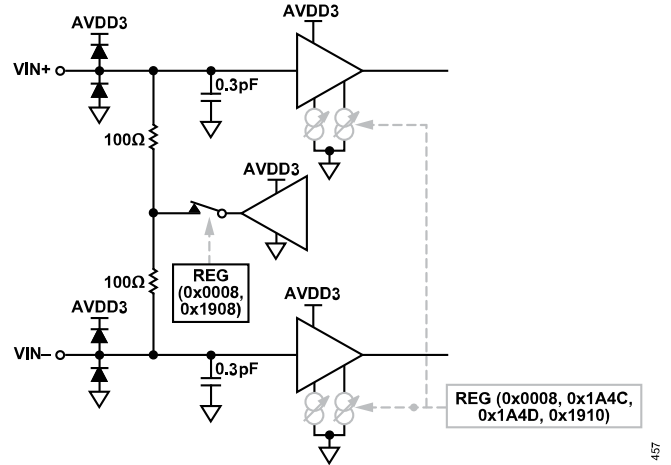 AVDD3
AVDD3
VIN+
0.3pF
100Ω
AVDD3
REG
(0x0008,
0x1908)
100Ω
AVDD3
AVDD3
VIN–
0.3pF
REG (0x0008, 0x1A4C,
0x1A4D, 0x1910)
457